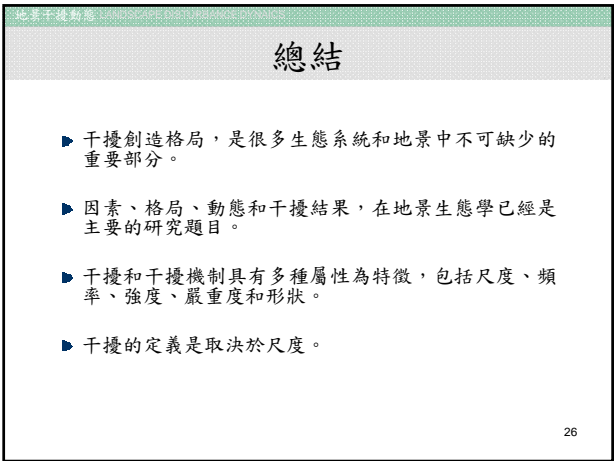 地景干擾動態 LANDSCAPE DISTURBANCE DYNAICS
總結
干擾創造格局，是很多生態系統和地景中不可缺少的
重要部分。
因素、格局、動態和干擾結果，在地景生態學已經是
主要的研究題目。
干擾和干擾機制具有多種屬性為特徵，包括尺度、頻
率、強度、嚴重度和形狀。
干擾的定義是取決於尺度。
26